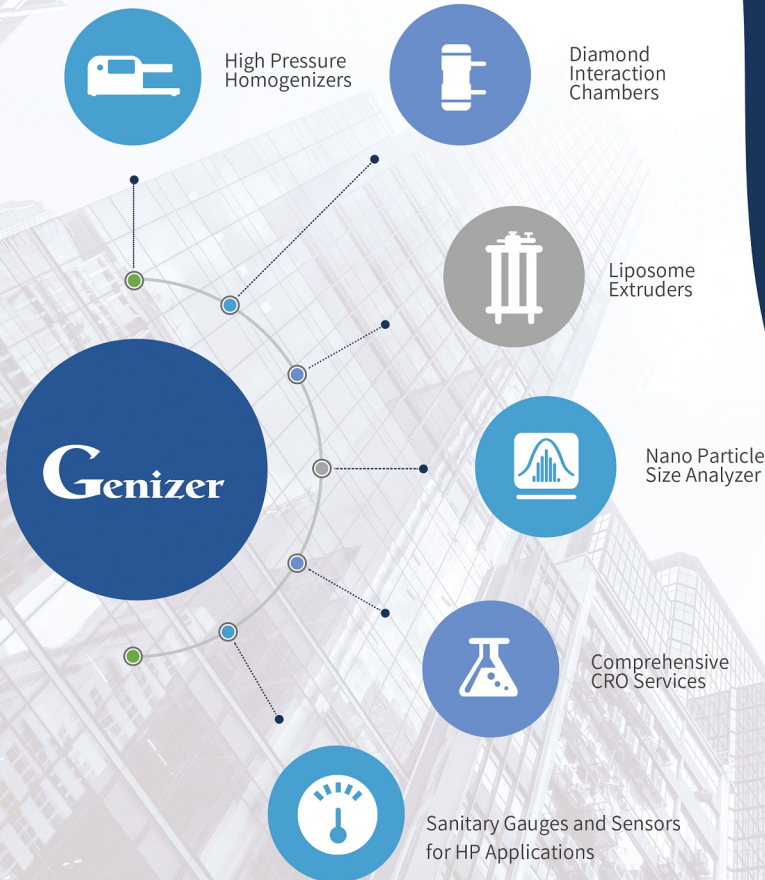 High Pressure
Homogenizers
Diamond
Interaction
Chambers
Liposome
Extruders
Genizer
Nano Particle
Size Analyzer
Comprehensive
CRO Services
Sanitary Gauges and Sensors
for HP Applications